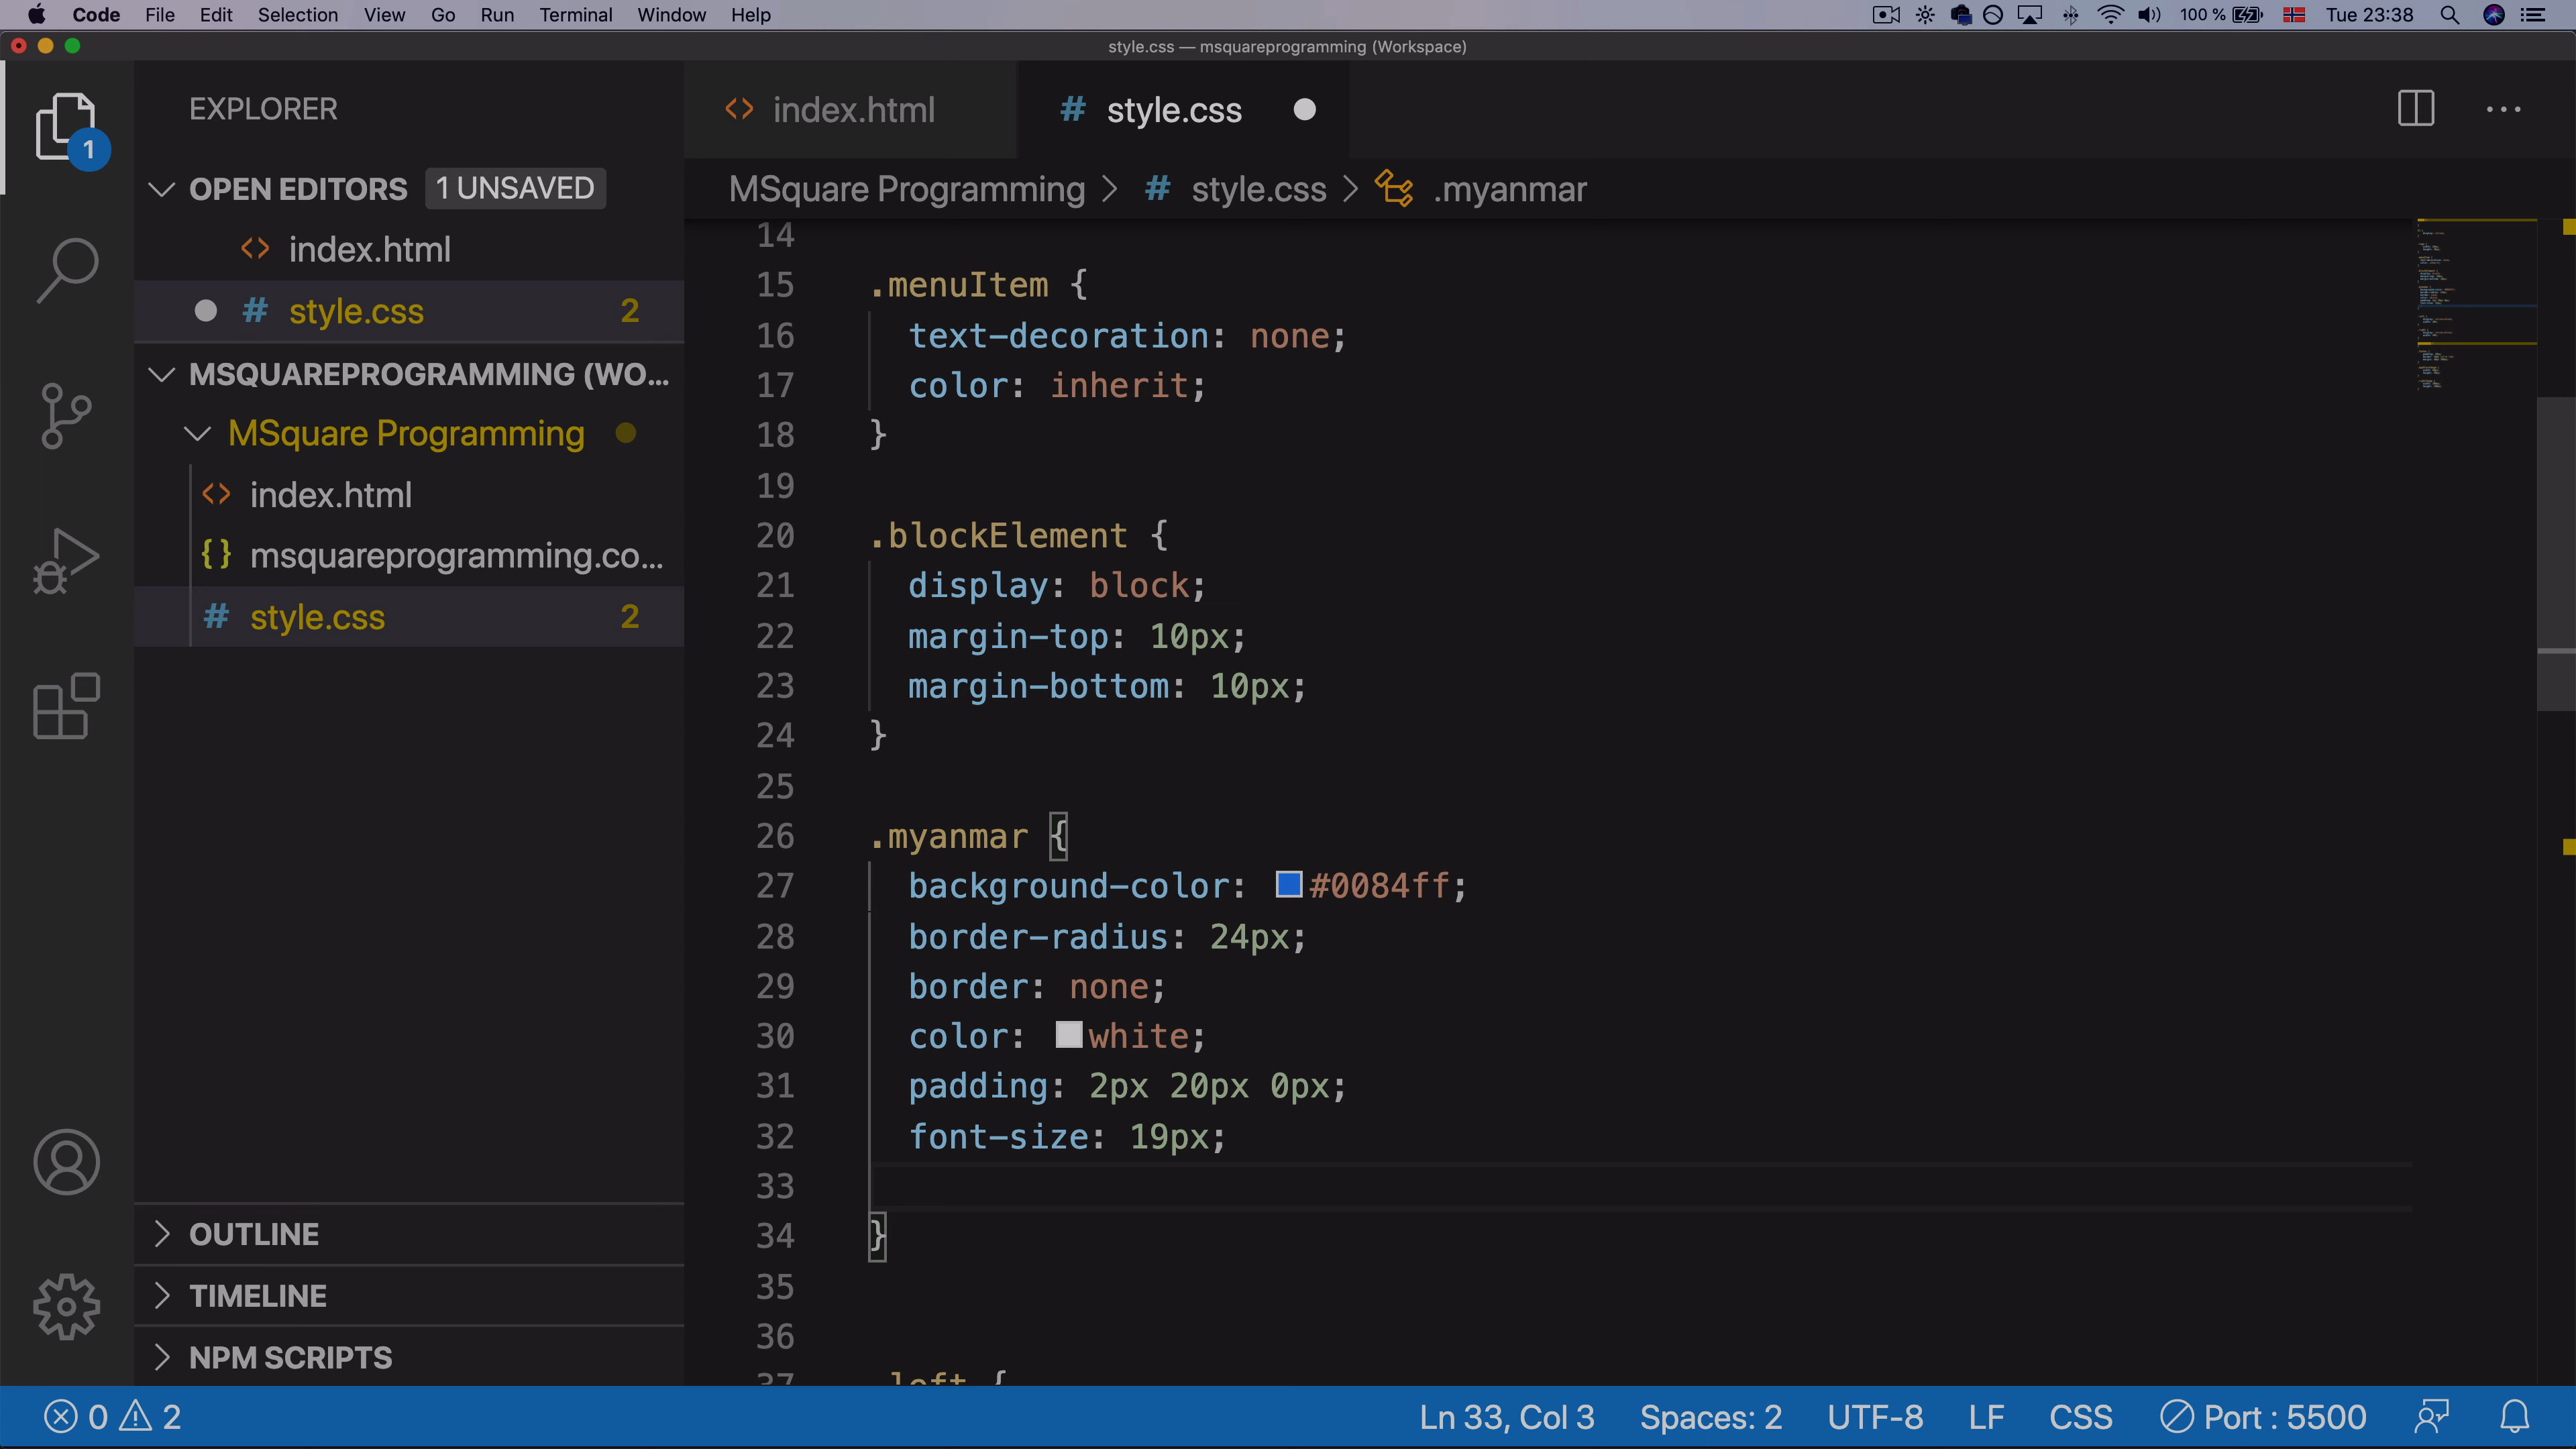 Code File Edit Selection View Go Run Terminal Window Help 100 % Tue 23:38
style.css — msquareprogramming (Workspace)
EXPLORER
OPEN EDITORS 1 UNSAVED
index.html
style.css 2
MSQUAREPROGRAMMING (WO...
MSquare Programming
index.html
msquareprogramming.co...
style.css 2
OUTLINE
TIMELINE
NPM SCRIPTS
index.html # style.css
MSquare Programming > # style.css > .myanmar
14
15 .menuItem {
16 text-decoration: none;
17 color: inherit;
18 }
19
20 .blockElement {
21 display: block;
22 margin-top: 10px;
23 margin-bottom: 10px;
24 }
25
26 .myanmar {
27 background-color: #0084ff;
28 border-radius: 24px;
29 border: none;
30 color: white;
31 padding: 2px 20px 0px;
32 font-size: 19px;
33
34 }
35
36
37 .left {
0 2 Ln 33, Col 3 Spaces: 2 UTF-8 LF CSS Port : 5500
1